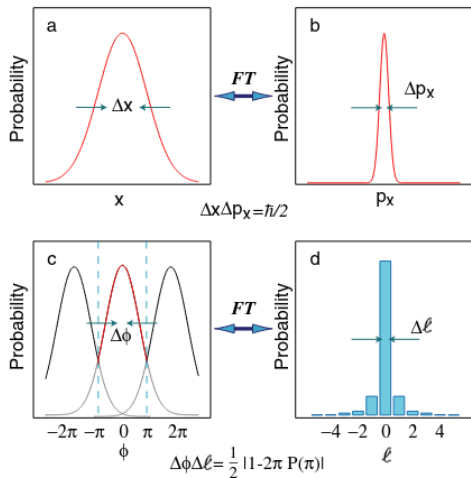 a
Probability
Δx
x
FT
b
Probability
Δpx
px
ΔxΔpx=ℏ/2
c
Probability
Δϕ
−2π −π 0 π 2π
ϕ
FT
d
Probability
Δℓ
−4 −2 0 2 4
ℓ
ΔϕΔℓ= 1/2 |1-2π P(π)|